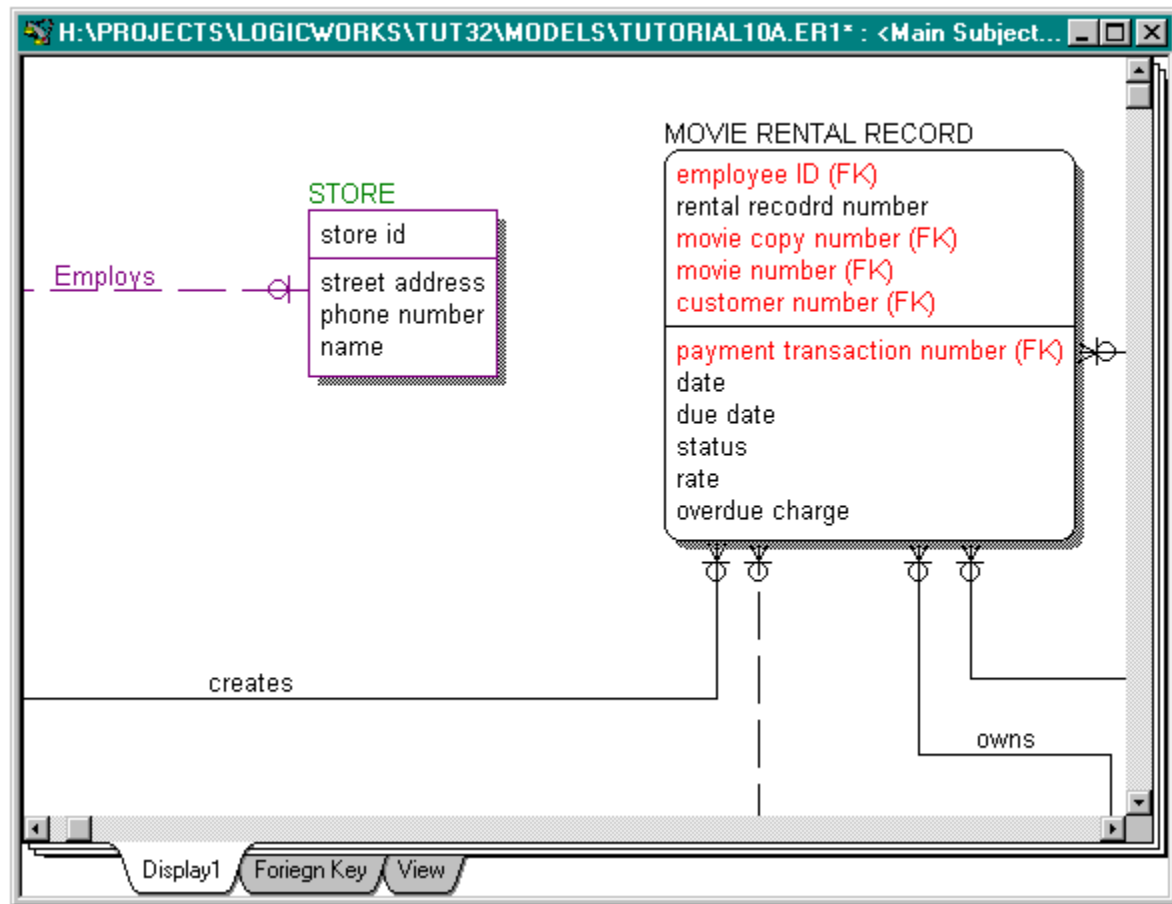 H:\PROJECTS\LOGICWORKS\TUT32\MODELS\TUTORIAL10A.ER1* : <Main Subject...
MOVIE RENTAL RECORD
employee ID (FK)
rental recodrd number
movie copy number (FK)
movie number (FK)
customer number (FK)
payment transaction number (FK)
date
due date
status
rate
overdue charge
STORE
store id
street address
phone number
name
Employs
creates
owns
Display1
Foriegn Key
View